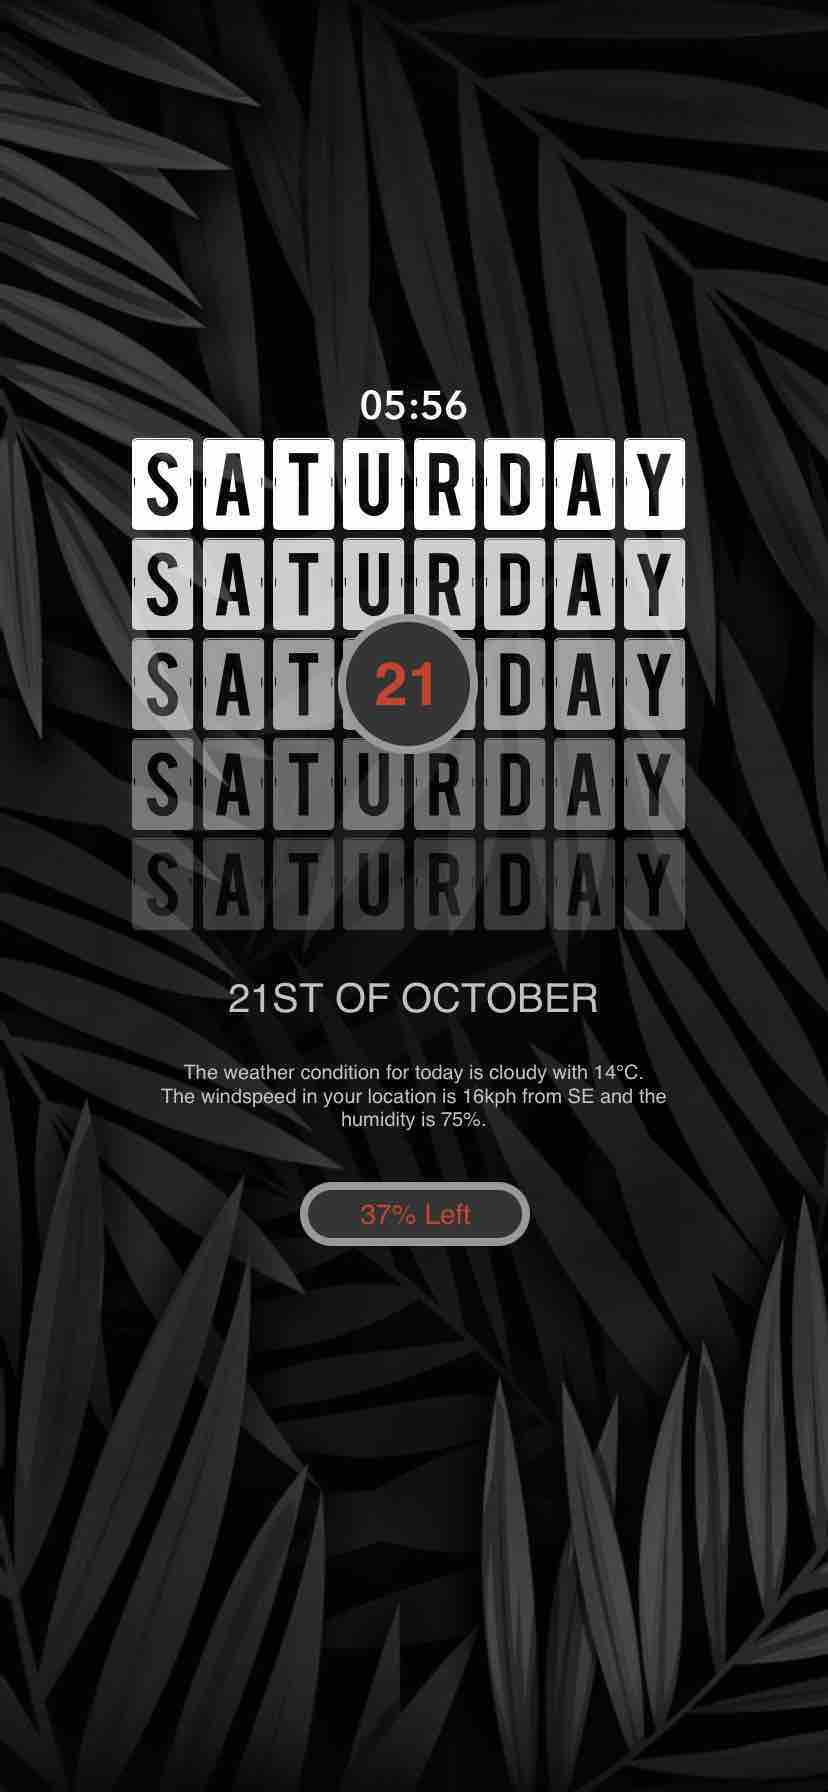 05:56
SATURDAY
SATURDAY
SAT DAY
21
SATURDAY
SATURDAY
21ST OF OCTOBER
The weather condition for today is cloudy with 14°C.
The windspeed in your location is 16kph from SE and the
humidity is 75%.
37% Left